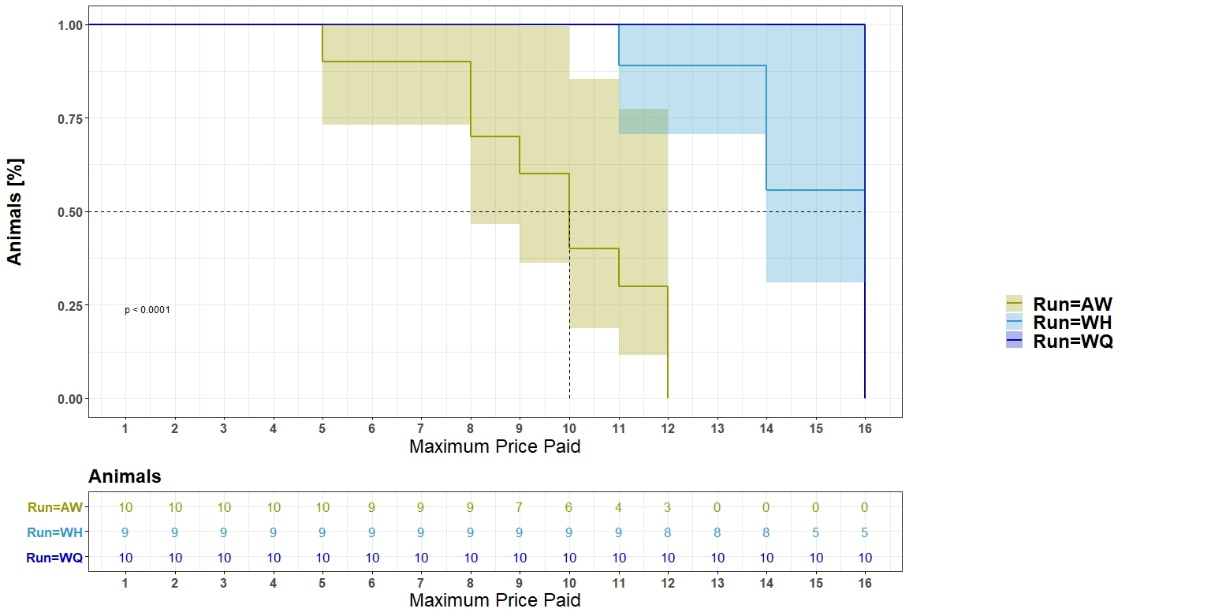 1.00
0.75
0.50
0.25
0.00
Animals [%]
p < 0.0001
1 2 3 4 5 6 7 8 9 10 11 12 13 14 15 16
Maximum Price Paid
Run=AW
Run=WH
Run=WQ
Animals
Run=AW 10 10 10 10 10 9 9 9 7 6 4 3 0 0 0 0
Run=WH 9 9 9 9 9 9 9 9 9 9 9 8 8 8 5 5
Run=WQ 10 10 10 10 10 10 10 10 10 10 10 10 10 10 10 10
1 2 3 4 5 6 7 8 9 10 11 12 13 14 15 16
Maximum Price Paid